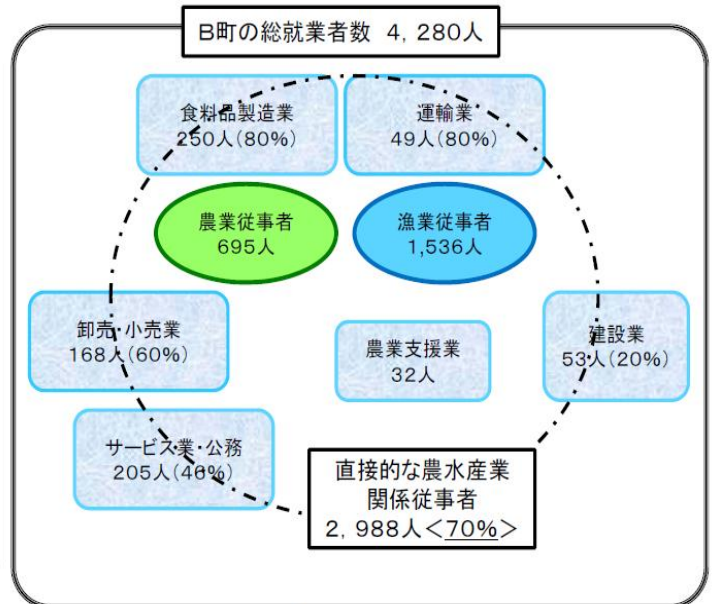 B町の総就業者数 4,280人
食料品製造業
250人(80%)
運輸業
49人(80%)
農業従事者
695人
漁業従事者
1,536人
卸売・小売業
168人(60%)
農業支援業
32人
建設業
53人(20%)
サービス業・公務
205人(46%)
直接的な農水産業
関係従事者
2,988人<70%>